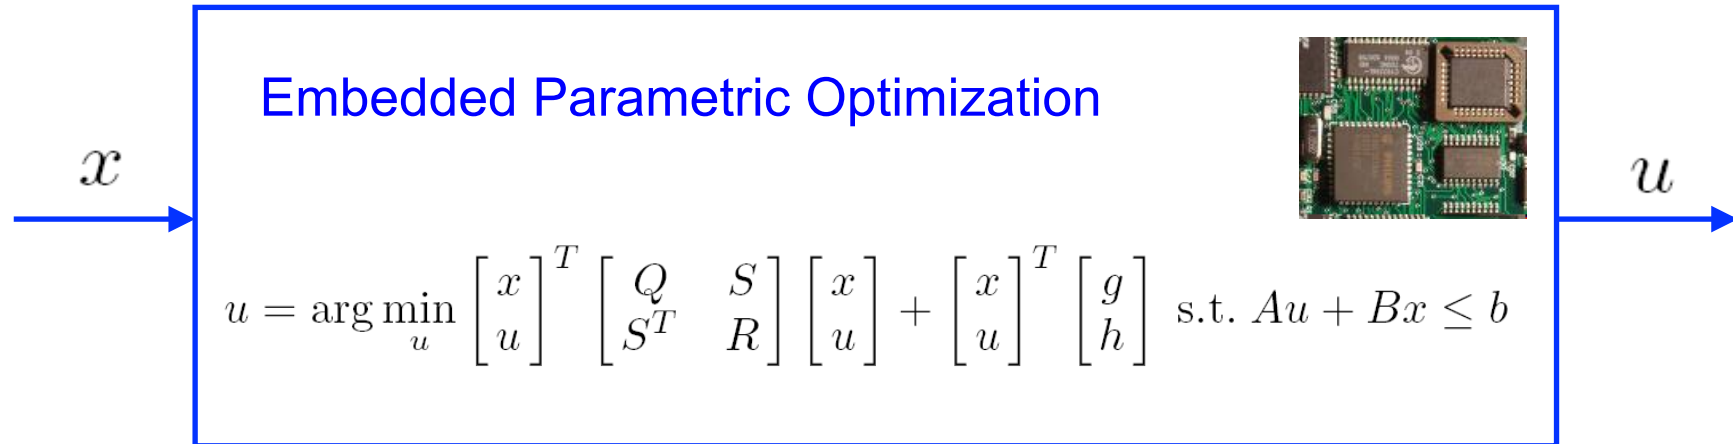 Embedded Parametric Optimization
x
u
u = arg min_u [x u]^T [Q S S^T R] [x u] + [x u]^T [g h] s.t. Au + Bx ≤ b